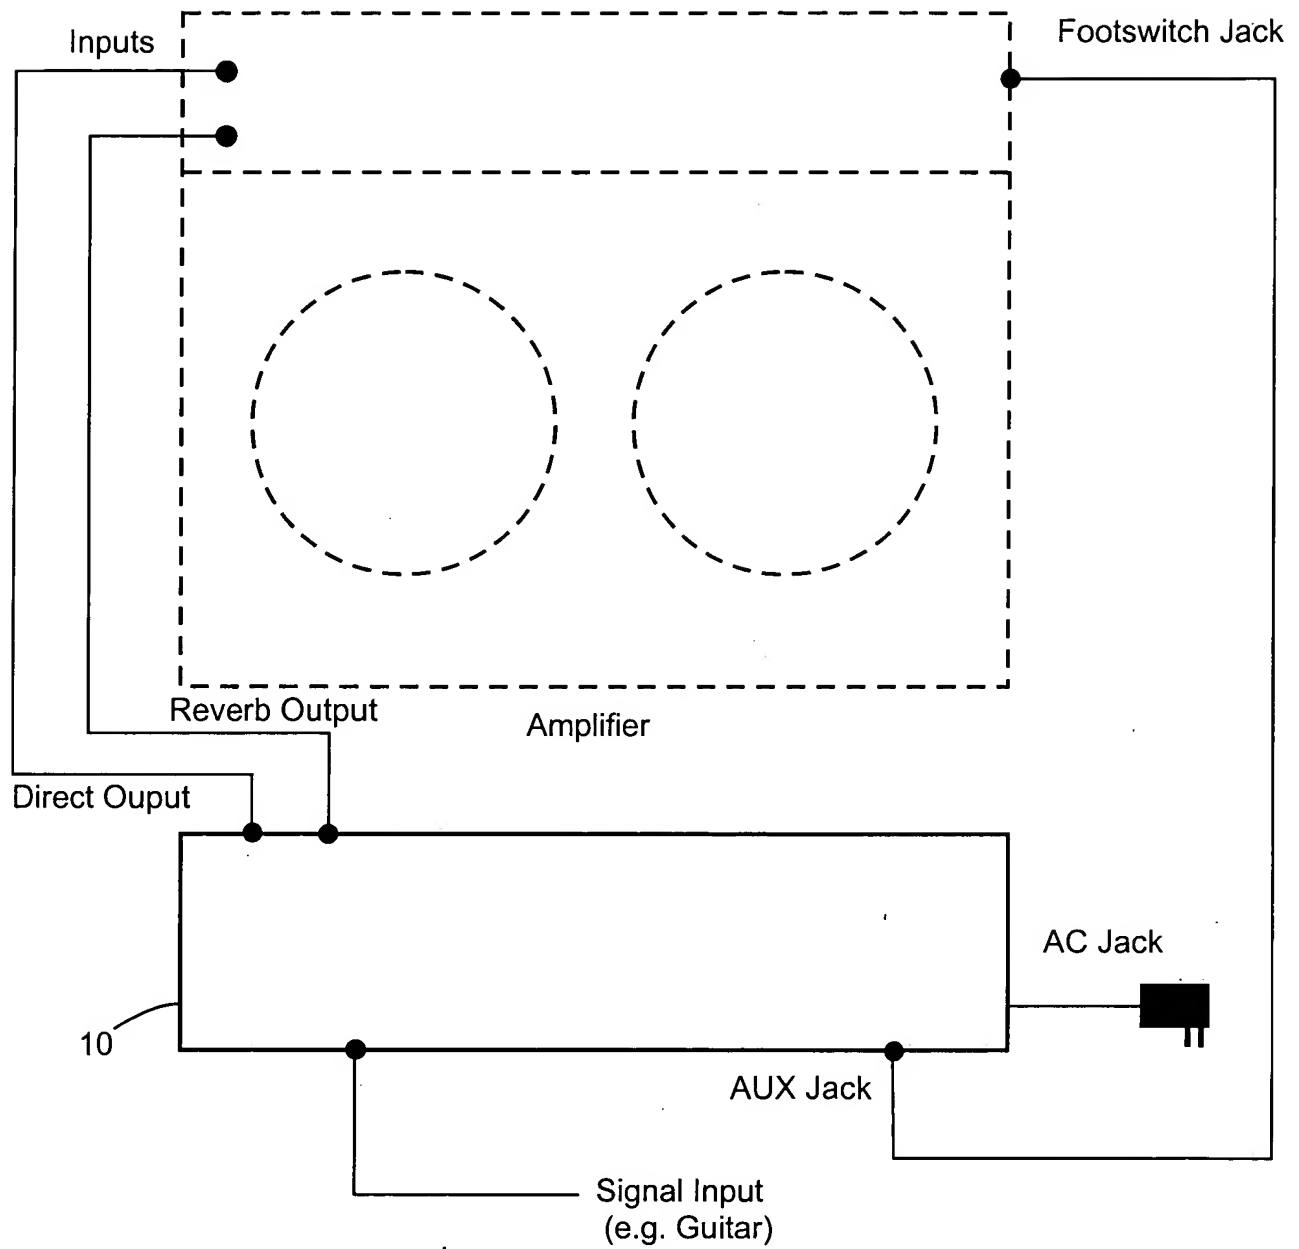 Inputs
Footswitch Jack
Reverb Output
Amplifier
Direct Ouput
AC Jack
10
AUX Jack
Signal Input
(e.g. Guitar)